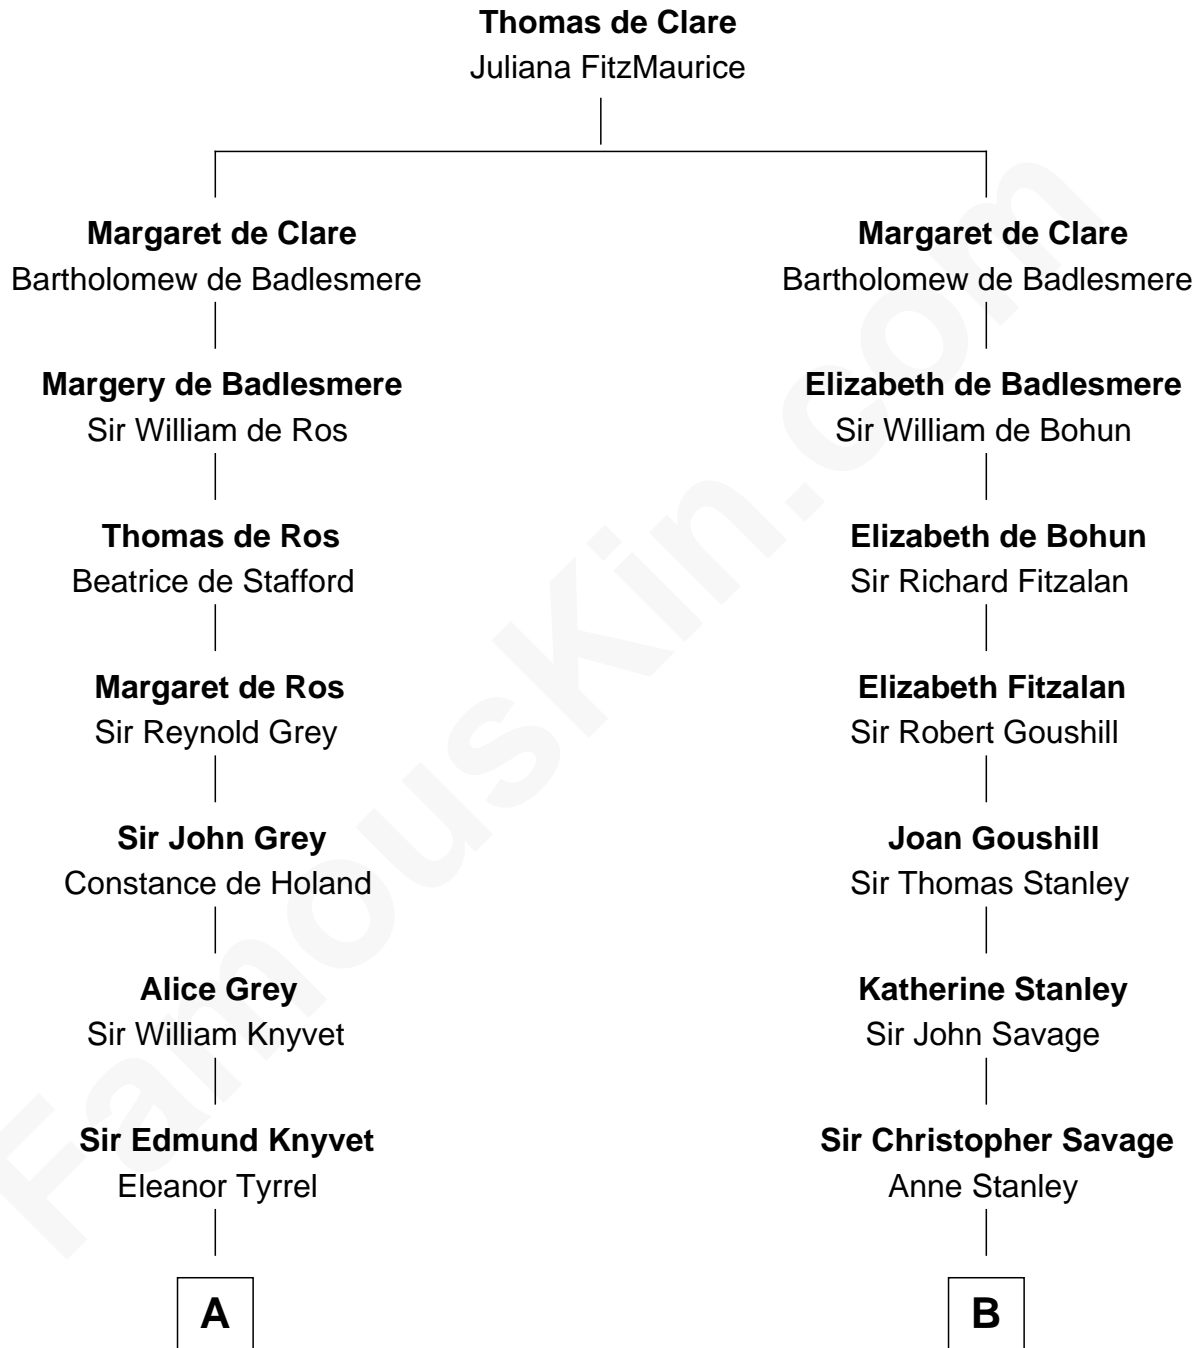 Thomas de Clare
Juliana FitzMaurice
Margaret de Clare
Bartholomew de Badlesmere
Margaret de Clare
Bartholomew de Badlesmere
Margery de Badlesmere
Sir William de Ros
Elizabeth de Badlesmere
Sir William de Bohun
Thomas de Ros
Beatrice de Stafford
Elizabeth de Bohun
Sir Richard Fitzalan
Margaret de Ros
Sir Reynold Grey
Elizabeth Fitzalan
Sir Robert Goushill
Sir John Grey
Constance de Holand
Joan Goushill
Sir Thomas Stanley
Alice Grey
Sir William Knyvet
Katherine Stanley
Sir John Savage
Sir Edmund Knyvet
Eleanor Tyrrel
Sir Christopher Savage
Anne Stanley
A
B
FamousKin.com